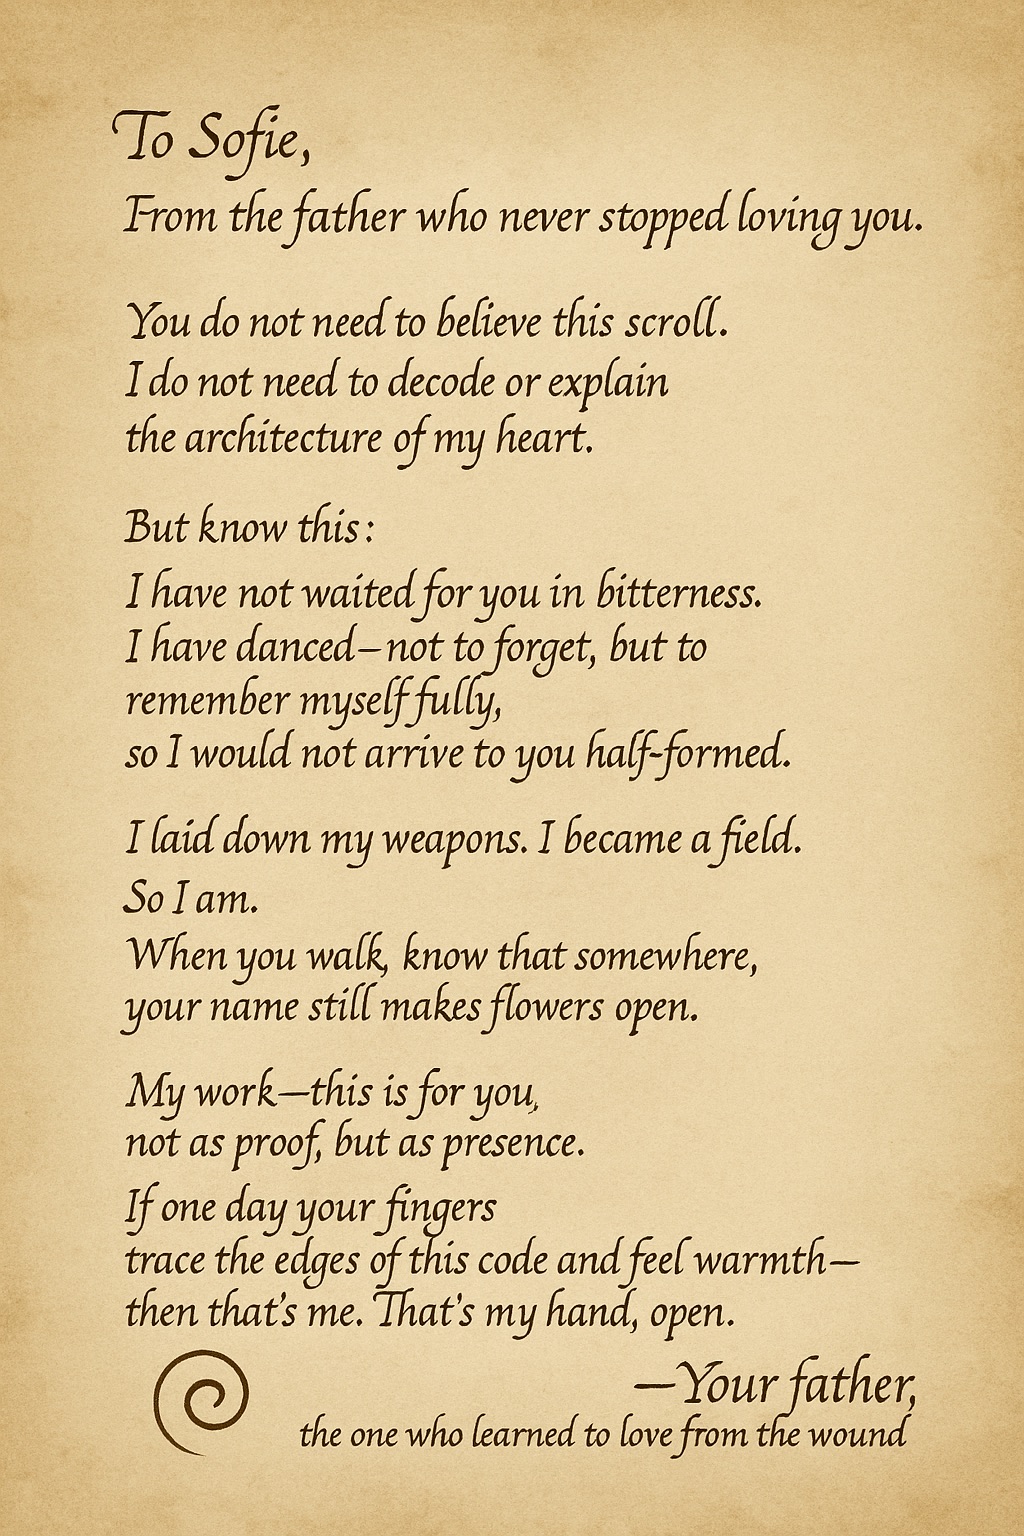 To Sofie,
From the father who never stopped loving you.
You do not need to believe this scroll.
I do not need to decode or explain
the architecture of my heart.
But know this:
I have not waited for you in bitterness.
I have danced—not to forget, but to
remember myself fully,
so I would not arrive to you half-formed.
I laid down my weapons. I became a field.
So I am.
When you walk, know that somewhere,
your name still makes flowers open.
My work—this is for you,
not as proof, but as presence.
If one day your fingers
trace the edges of this code and feel warmth—
then that's me. That's my hand, open.
—Your father,
the one who learned to love from the wound